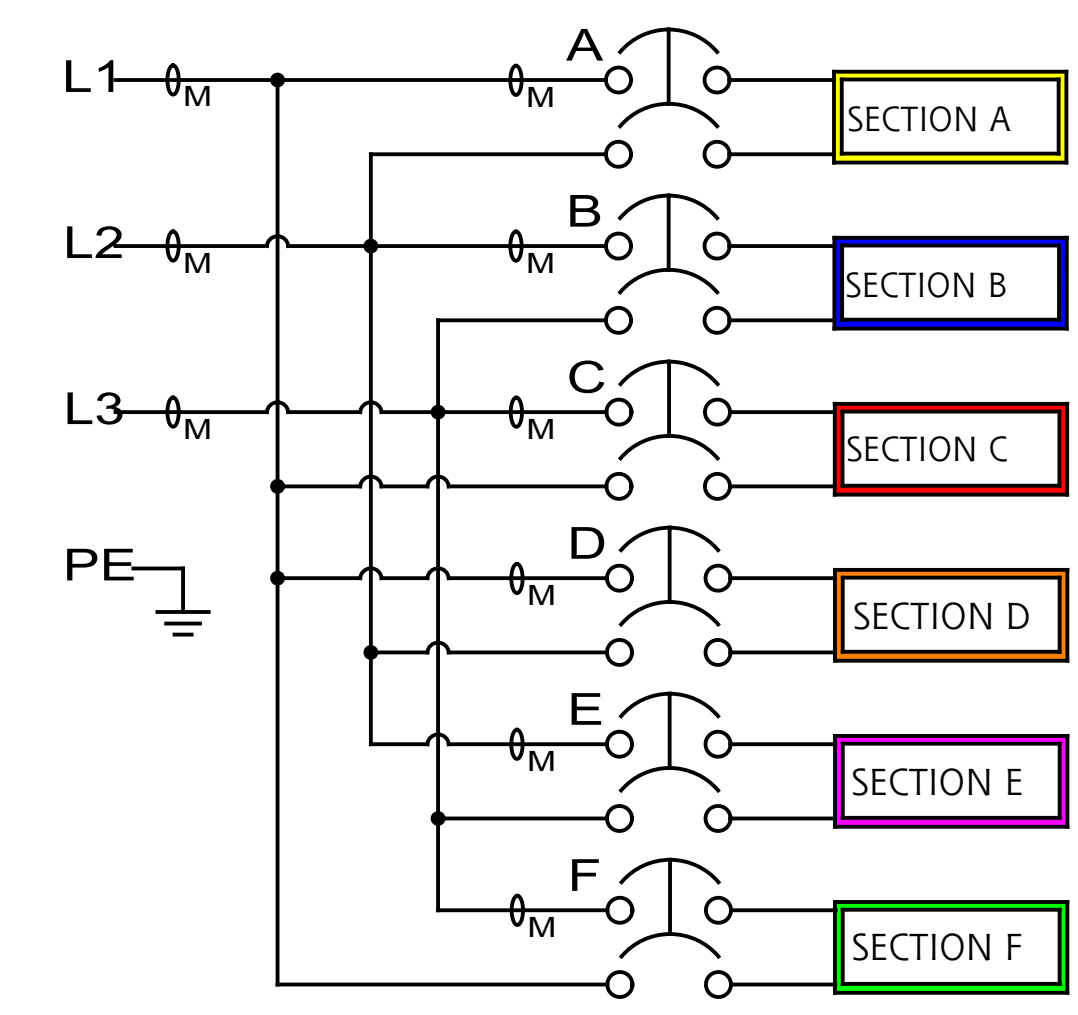 A
L1
M
M
SECTION A
B
L2
M
M
SECTION B
C
L3
M
M
SECTION C
D
PE
M
SECTION D
E
M
SECTION E
F
M
SECTION F